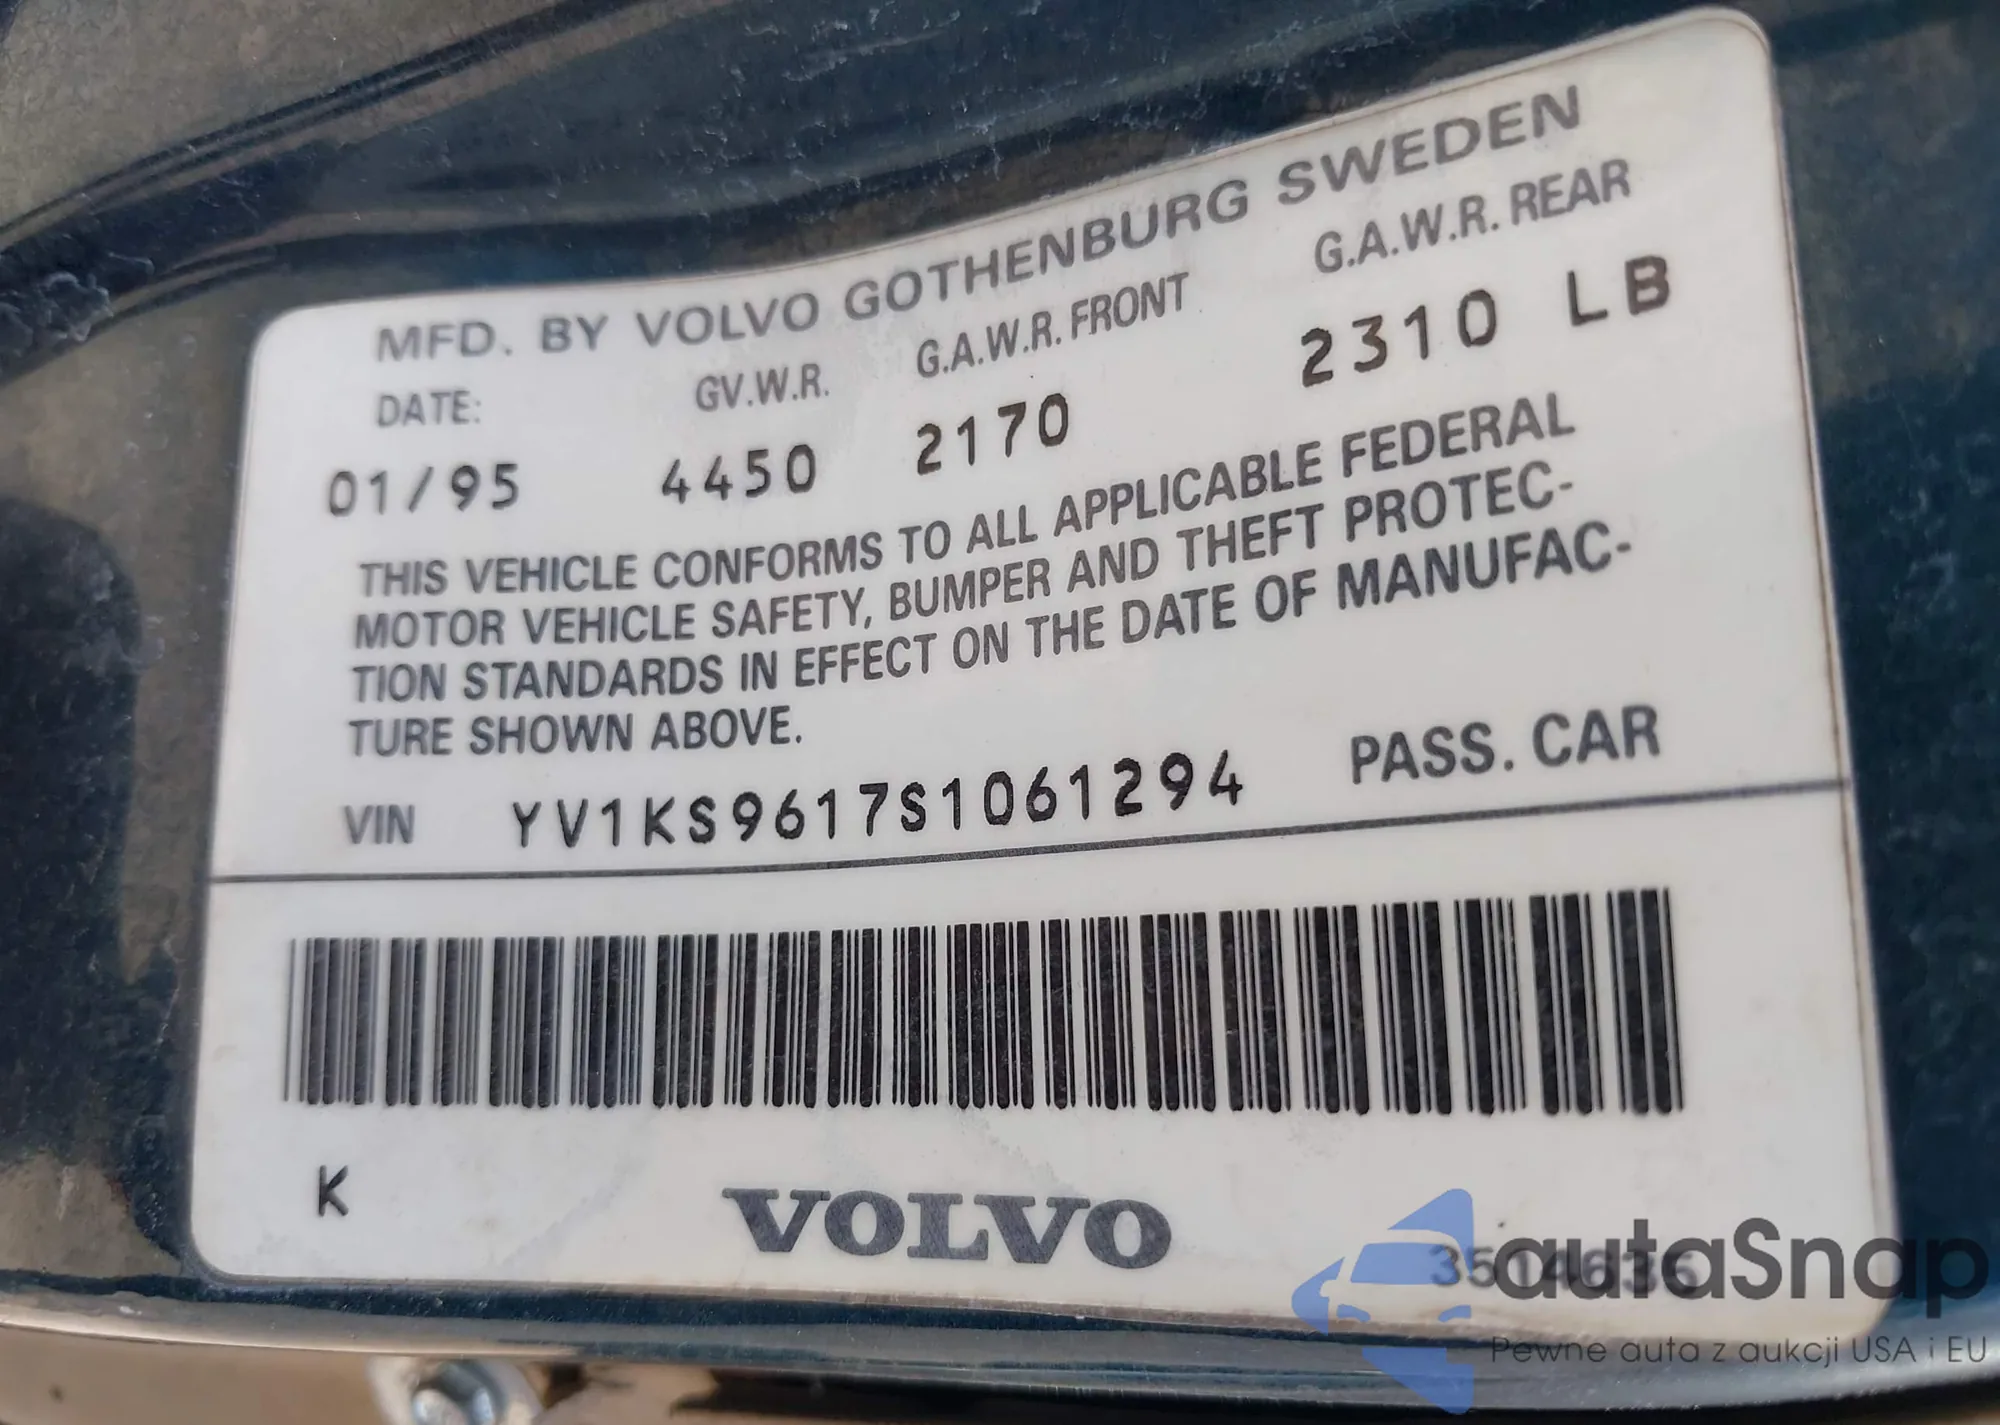 MFD. BY VOLVO GOTHENBURG SWEDEN
DATE: GV.W.R. G.A.W.R. FRONT G.A.W.R. REAR
01/95 4450 2170 2310 LB
THIS VEHICLE CONFORMS TO ALL APPLICABLE FEDERAL
MOTOR VEHICLE SAFETY, BUMPER AND THEFT PROTEC-
TION STANDARDS IN EFFECT ON THE DATE OF MANUFAC-
TURE SHOWN ABOVE.
VIN YV1KS9617S1061294 PASS. CAR
K
VOLVO
autaSnap
Pewne auta z aukcji USA i EU